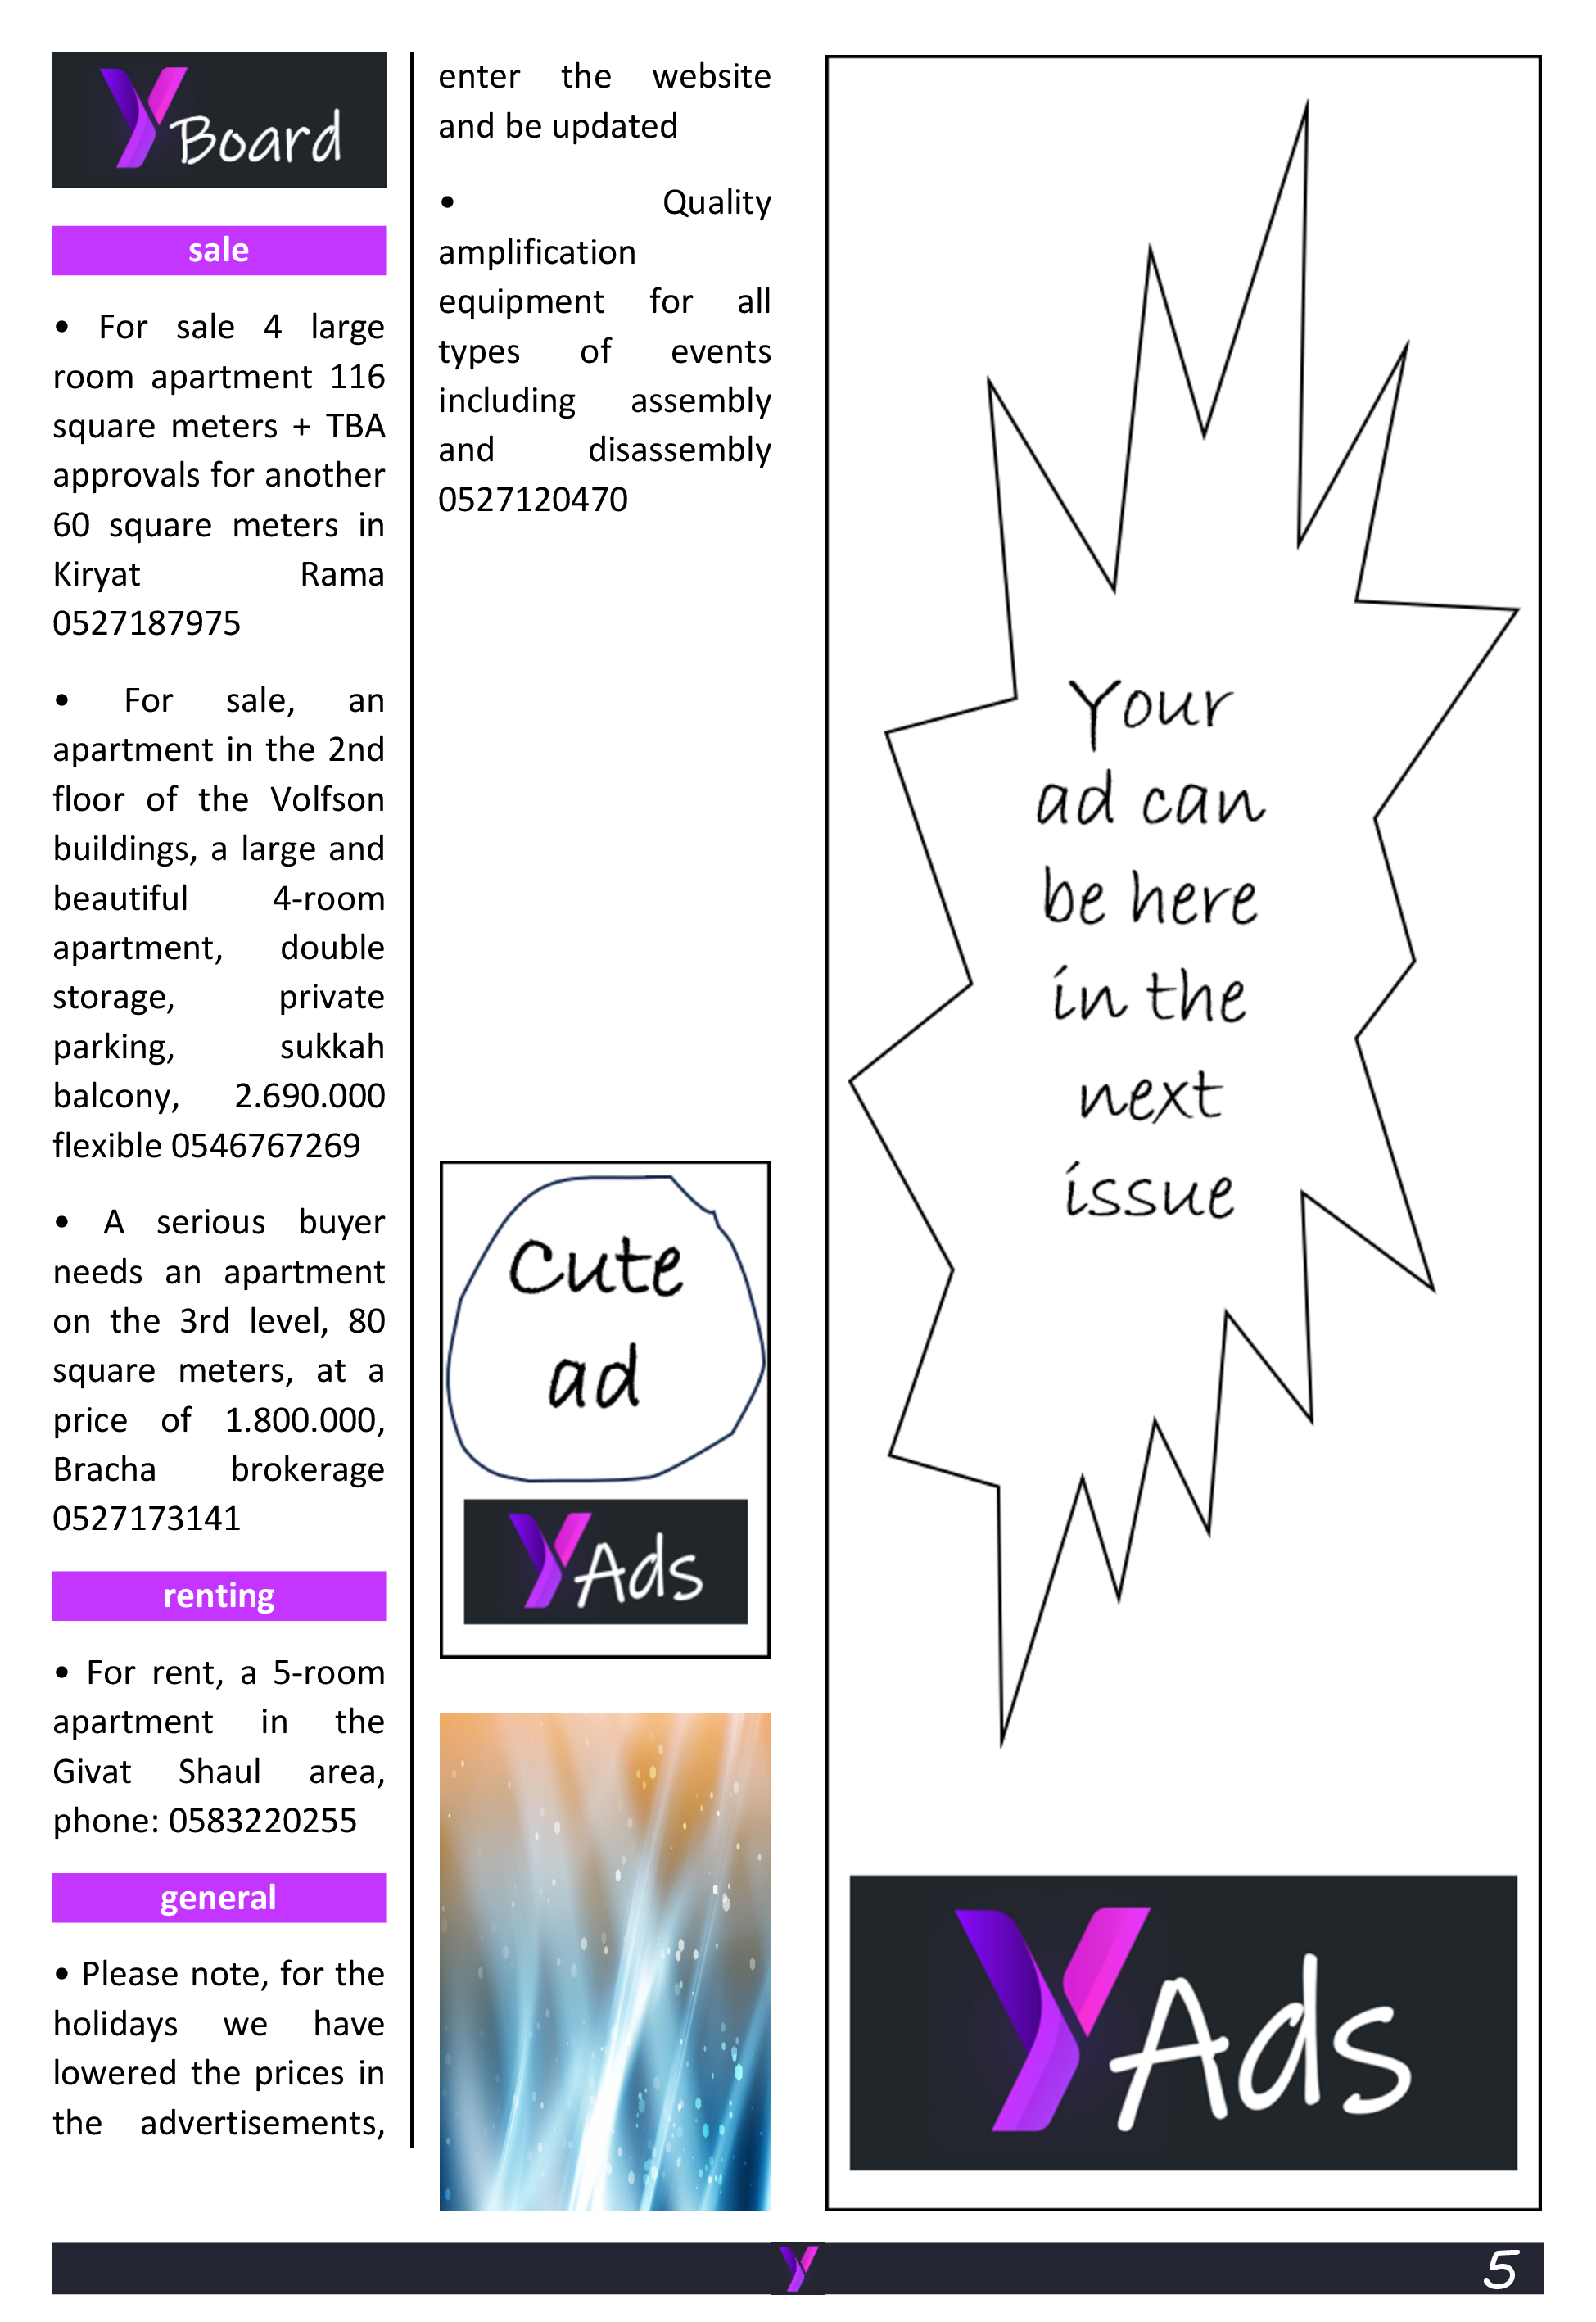 Y Board
sale
• For sale 4 large
room apartment 116
square meters + TBA
approvals for another
60 square meters in
Kiryat Rama
0527187975
• For sale, an
apartment in the 2nd
floor of the Volfson
buildings, a large and
beautiful 4-room
apartment, double
storage, private
parking, sukkah
balcony, 2.690.000
flexible 0546767269
• A serious buyer
needs an apartment
on the 3rd level, 80
square meters, at a
price of 1.800.000,
Bracha brokerage
0527173141
renting
• For rent, a 5-room
apartment in the
Givat Shaul area,
phone: 0583220255
general
• Please note, for the
holidays we have
lowered the prices in
the advertisements,
enter the website
and be updated
• Quality
amplification
equipment for all
types of events
including assembly
and disassembly
0527120470
Cute
ad
Y Ads
Your
ad can
be here
in the
next
issue
Y Ads
Y
5